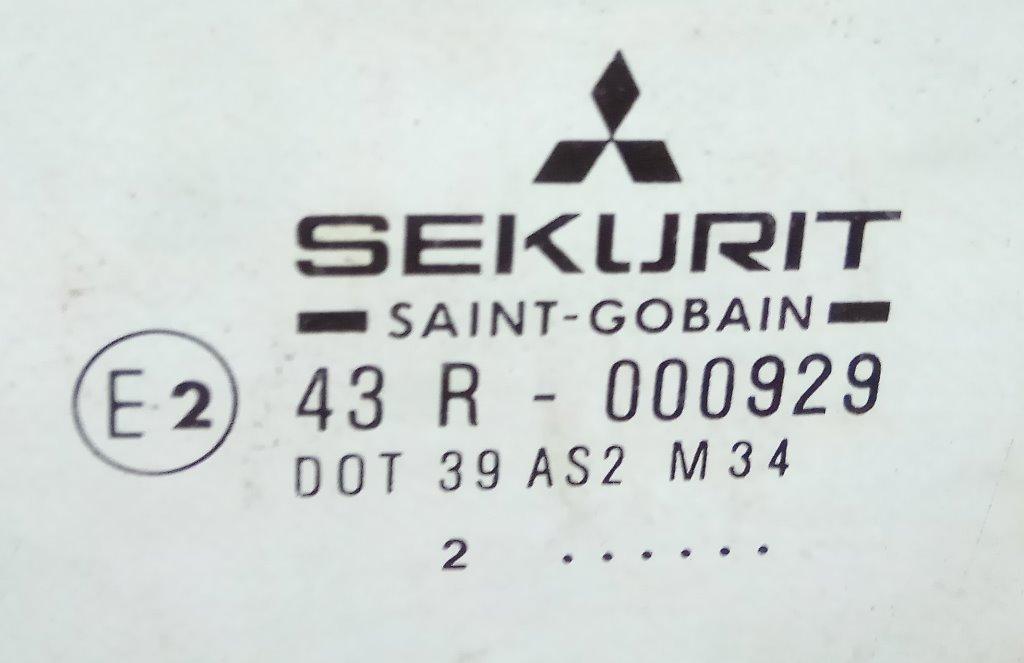 SEKURIT
SAINT-GOBAIN
E2 43 R - 000929
DOT 39 AS2 M34
2 . . . . . .